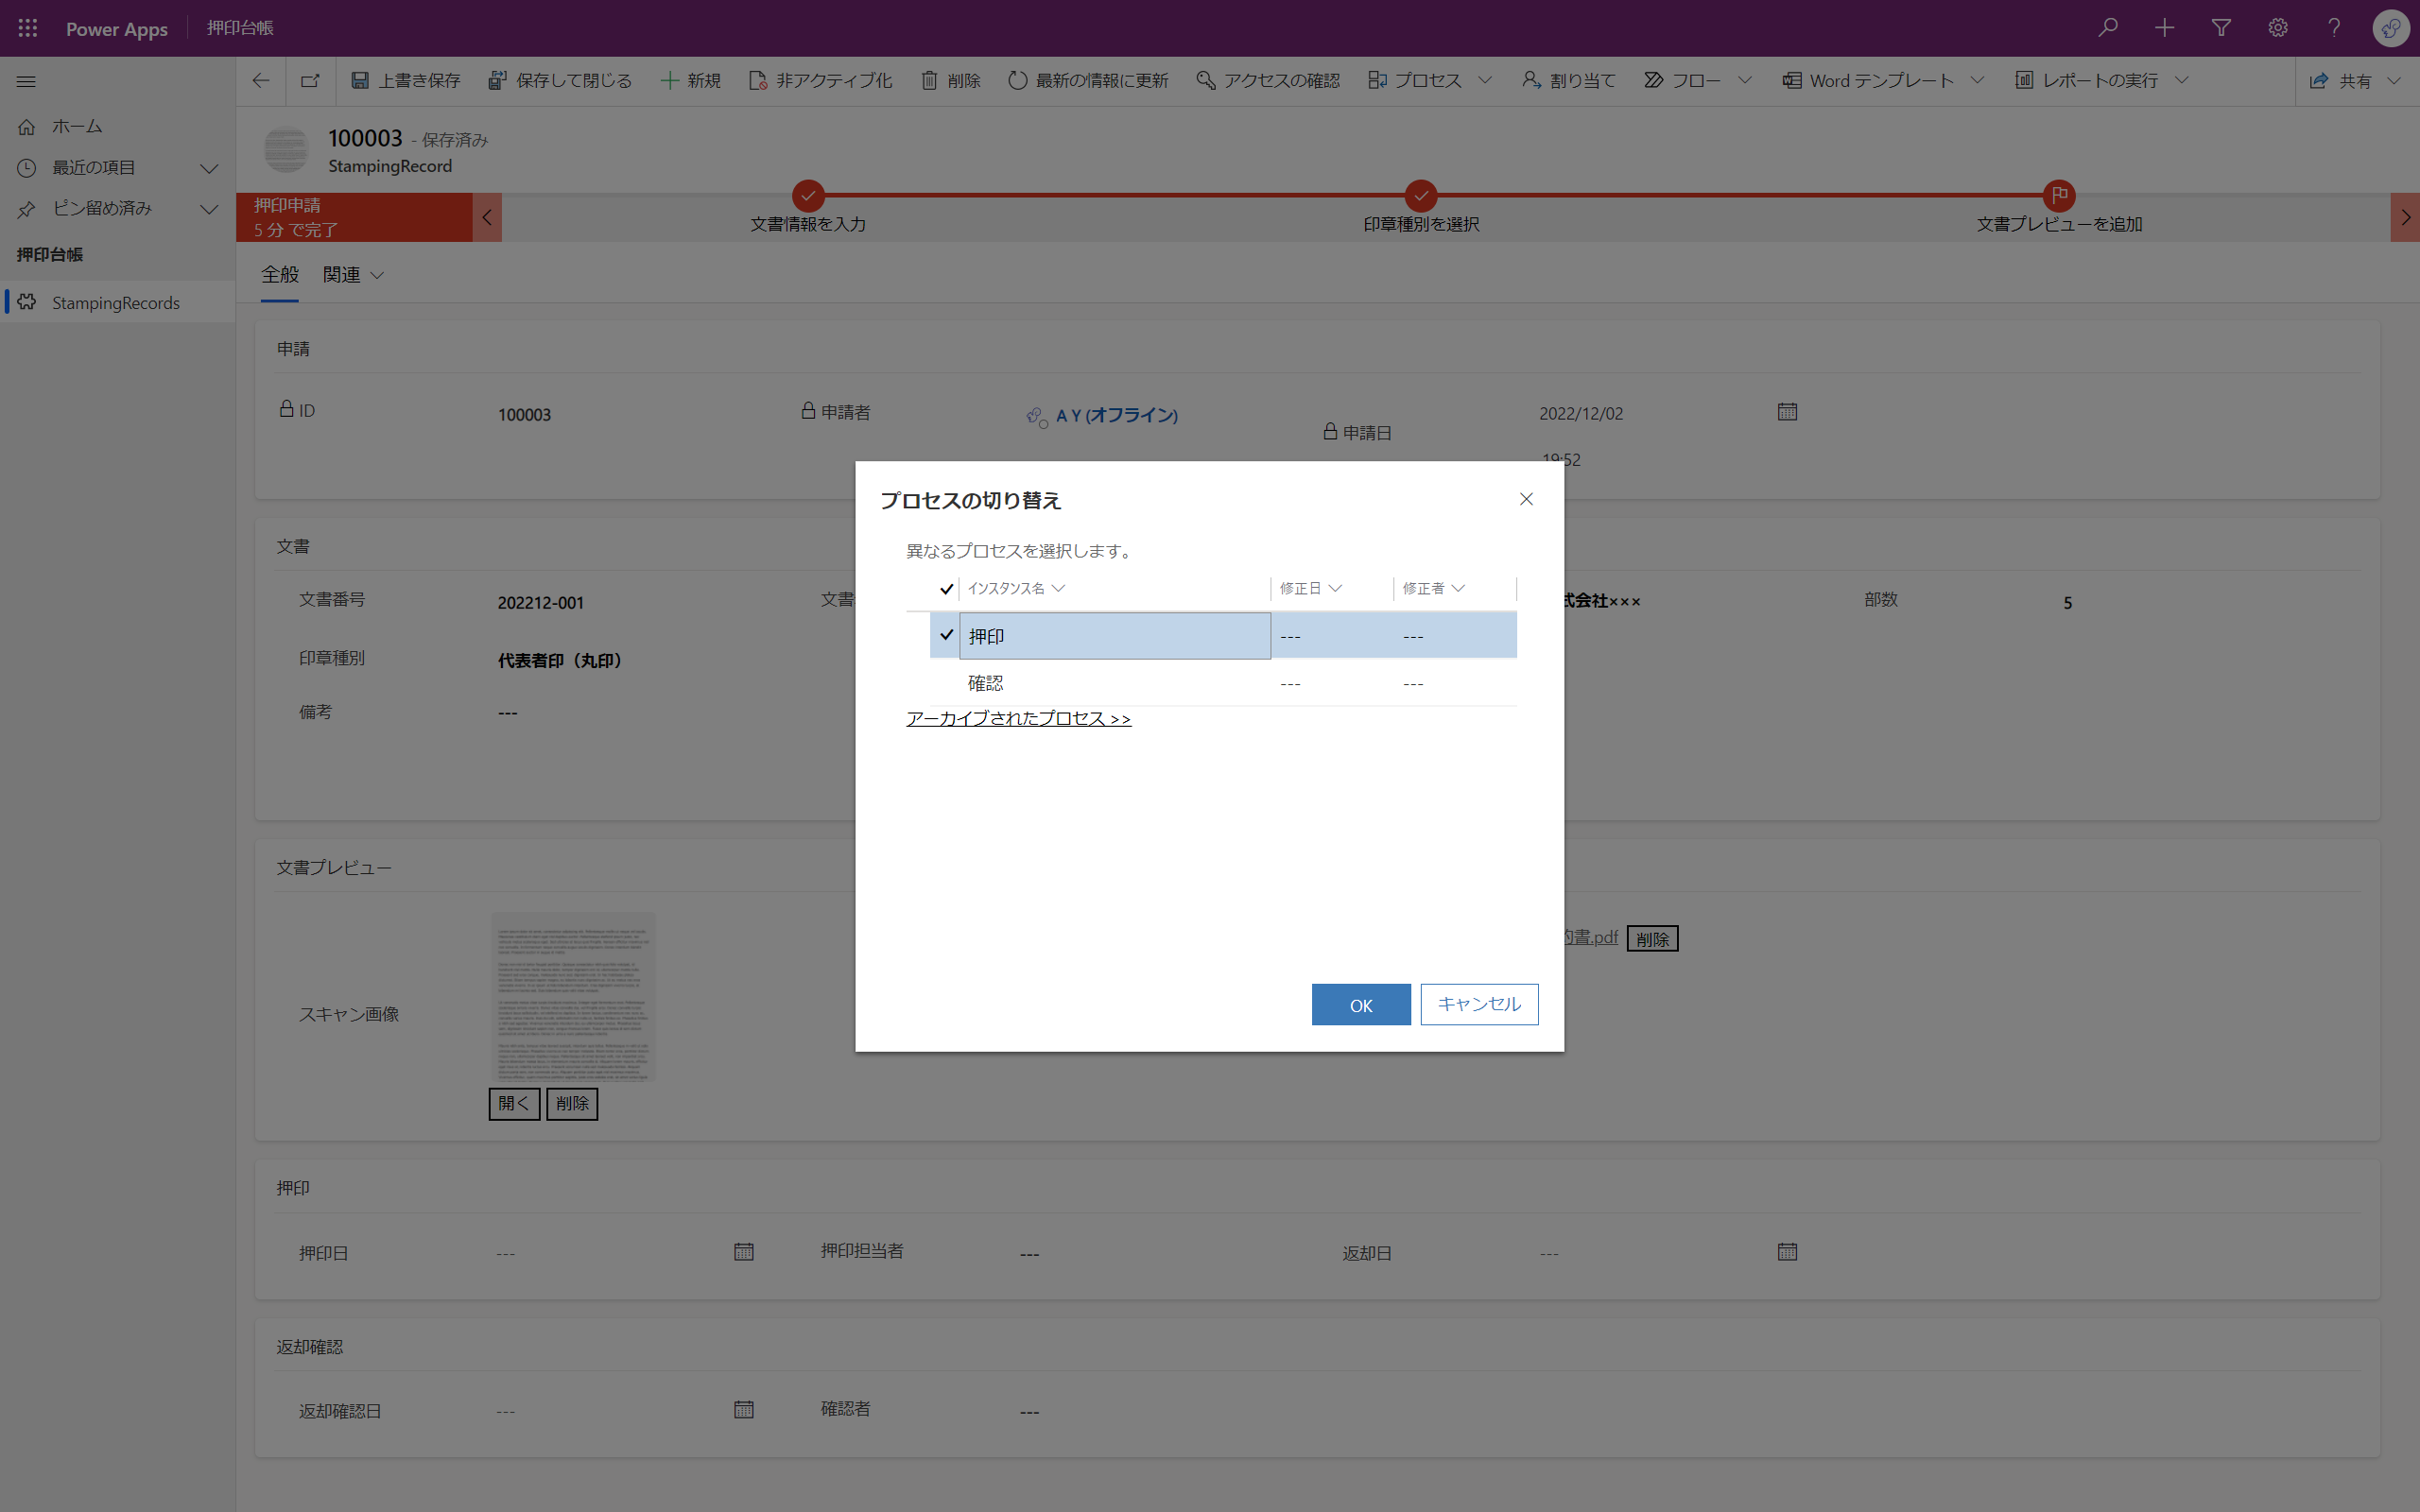 Power Apps 押印台帳
上書き保存 保存して閉じる 新規 非アクティブ化 削除 最新の情報に更新 アクセスの確認 プロセス 割り当て フロー Word テンプレート レポートの実行 共有
ホーム
最近の項目
ピン留め済み
押印台帳
StampingRecords
100003 - 保存済み
StampingRecord
押印申請
5 分 で完了
文書情報を入力 印章種別を選択 文書プレビューを追加
全般 関連
申請
ID 100003 申請者 A Y (オフライン) 申請日 2022/12/02
19:52
プロセスの切り替え
異なるプロセスを選択します。
インスタンス名 修正日 修正者
押印 --- ---
確認 --- ---
アーカイブされたプロセス >>
OK キャンセル
文書
文書番号 202212-001 文書 式会社××× 部数 5
印章種別 代表者印（丸印）
備考 ---
文書プレビュー
スキャン画像
約書.pdf 削除
開く 削除
押印
押印日 --- 押印担当者 --- 返却日 ---
返却確認
返却確認日 --- 確認者 ---